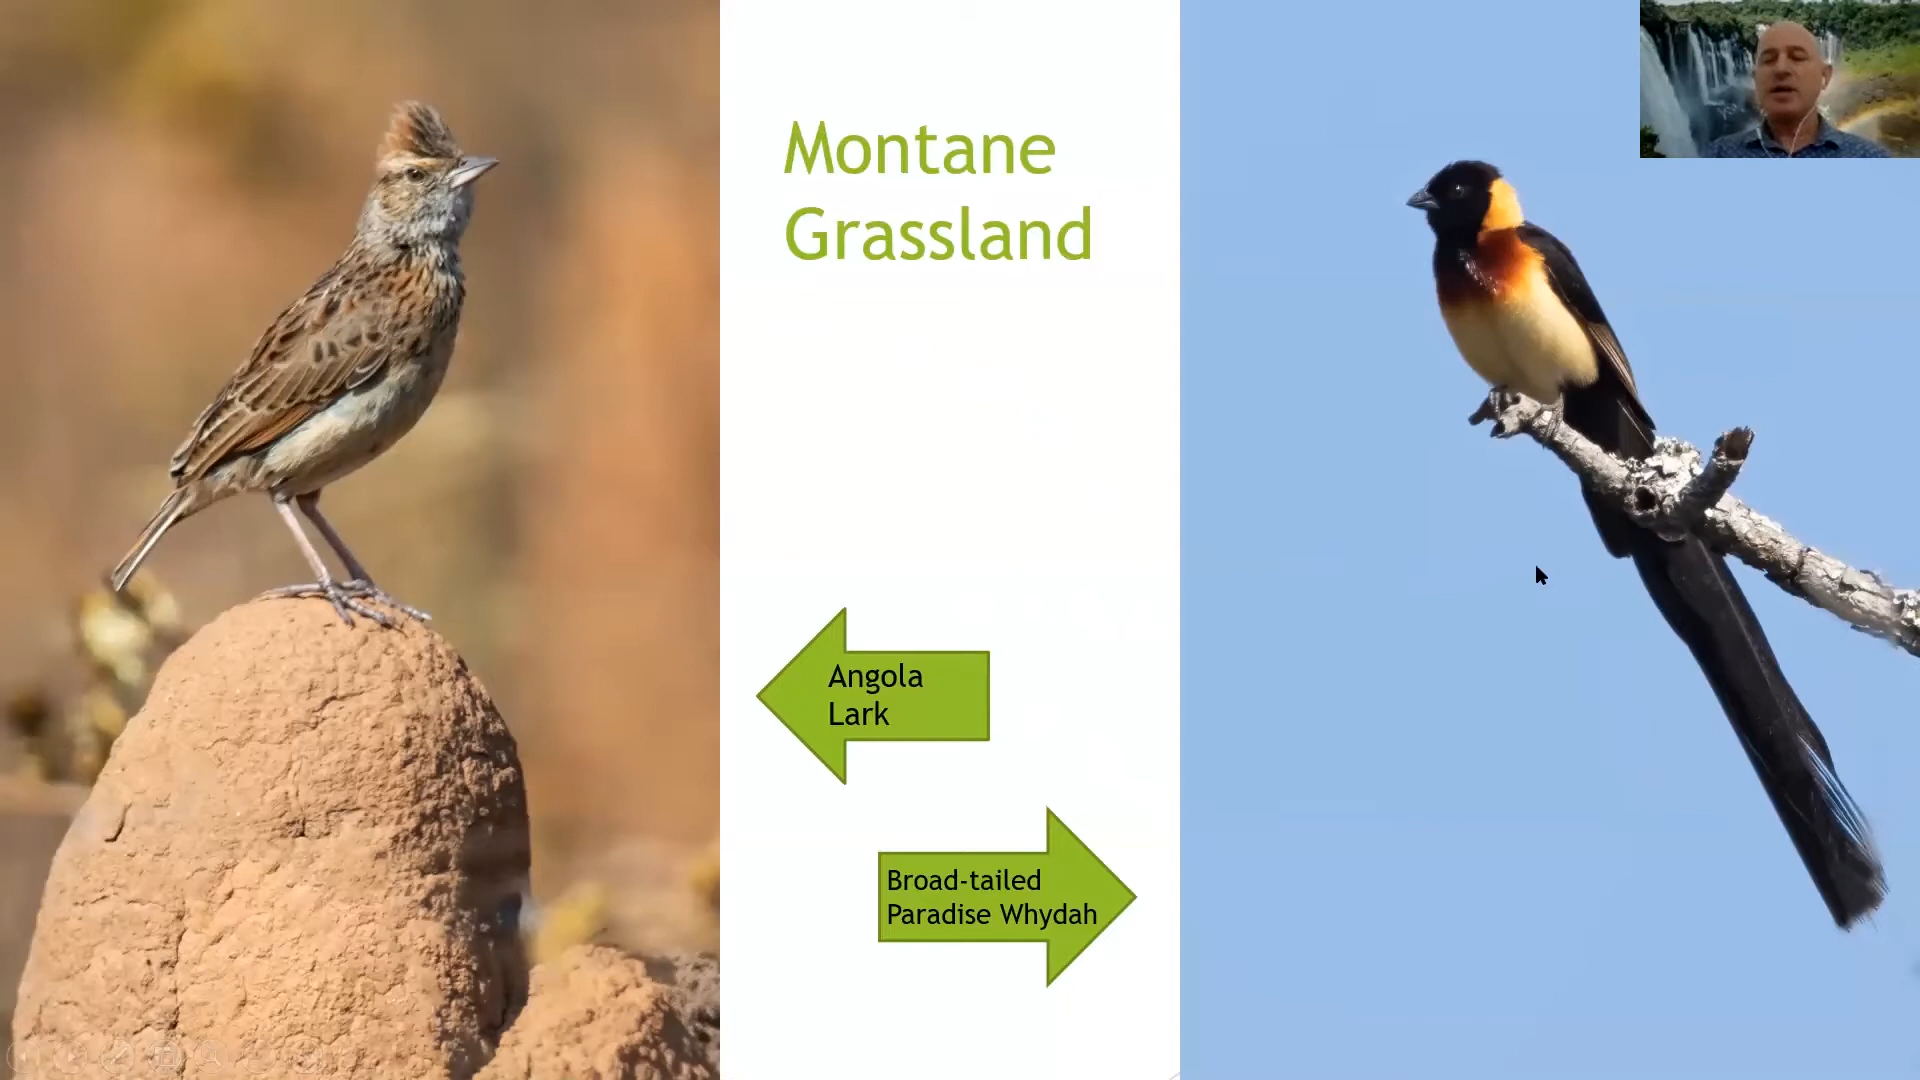 Montane
Grassland
Angola
Lark
Broad-tailed
Paradise Whydah